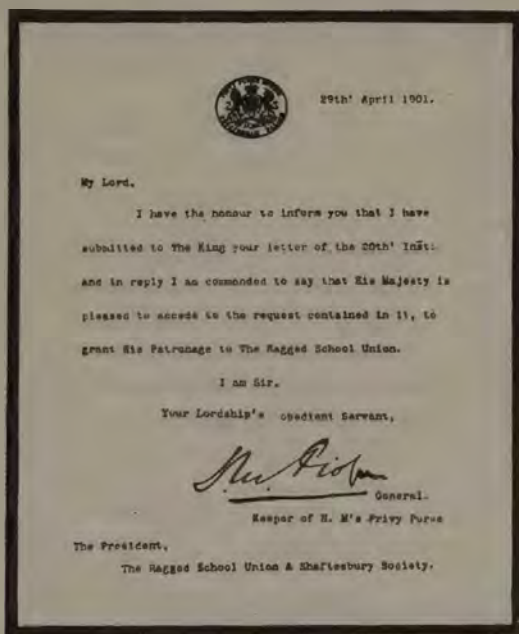 29th' April 1901.
My Lord.
I have the honour to inform you that I have
submitted to The King your letter of the 20th' Inst:
and in reply I am commanded to say that His Majesty is
pleased to accede to the request contained in it, to
grant His Patronage to The Ragged School Union.
I am Sir.
Your Lordship's obedient Servant,
General.
Keeper of H. M's Privy Purse
The President,
The Ragged School Union & Shaftesbury Society.